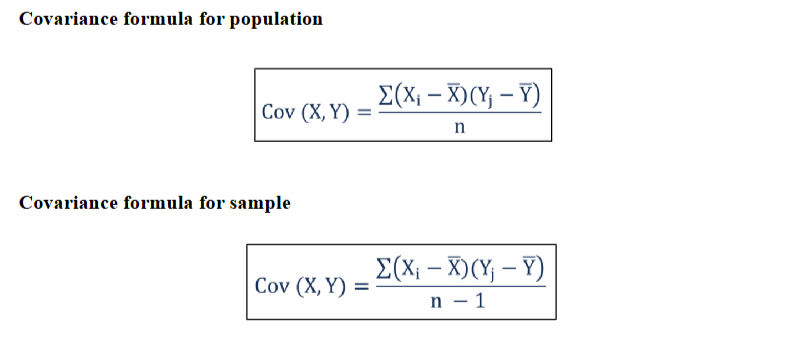 Covariance formula for population
Cov (X, Y) = Σ(Xᵢ − X̅)(Yⱼ − Y̅) / n
Covariance formula for sample
Cov (X, Y) = Σ(Xᵢ − X̅)(Yⱼ − Y̅) / n − 1